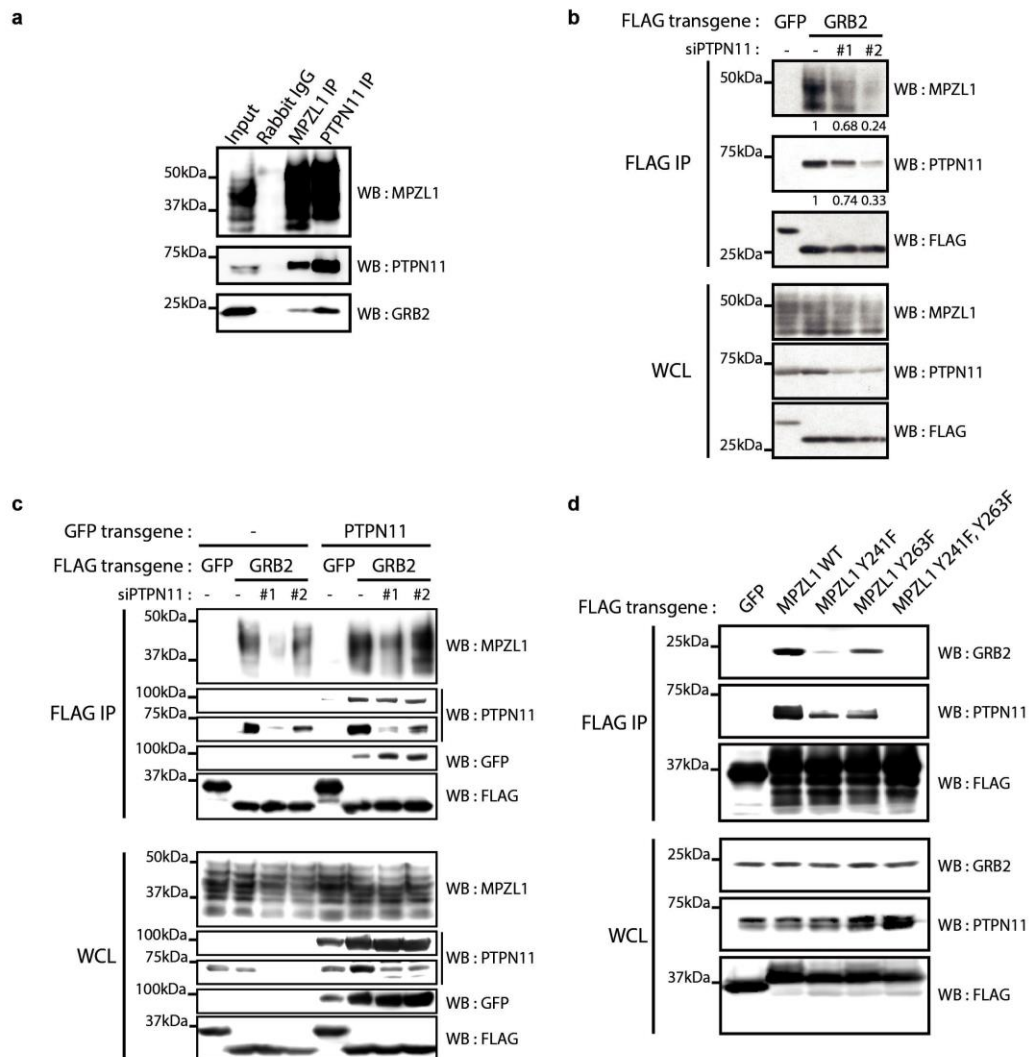 a
Input
Rabbit IgG
MPZL1 IP
PTPN11 IP
50kDa
37kDa
WB : MPZL1
75kDa
WB : PTPN11
25kDa
WB : GRB2
b
FLAG transgene : GFP GRB2
siPTPN11 : - - #1 #2
FLAG IP
50kDa
WB : MPZL1
1 0.68 0.24
75kDa
WB : PTPN11
1 0.74 0.33
25kDa
WB : FLAG
WCL
50kDa
WB : MPZL1
75kDa
WB : PTPN11
25kDa
WB : FLAG
c
GFP transgene : - PTPN11
FLAG transgene : GFP GRB2 GFP GRB2
siPTPN11 : - - #1 #2 - - #1 #2
FLAG IP
50kDa
37kDa
WB : MPZL1
100kDa
75kDa
WB : PTPN11
100kDa
WB : GFP
37kDa
WB : FLAG
WCL
50kDa
37kDa
WB : MPZL1
100kDa
75kDa
WB : PTPN11
100kDa
WB : GFP
37kDa
WB : FLAG
d
FLAG transgene :
GFP
MPZL1 WT
MPZL1 Y241F
MPZL1 Y263F
MPZL1 Y241F, Y263F
FLAG IP
25kDa
WB : GRB2
75kDa
WB : PTPN11
37kDa
WB : FLAG
WCL
25kDa
WB : GRB2
75kDa
WB : PTPN11
37kDa
WB : FLAG